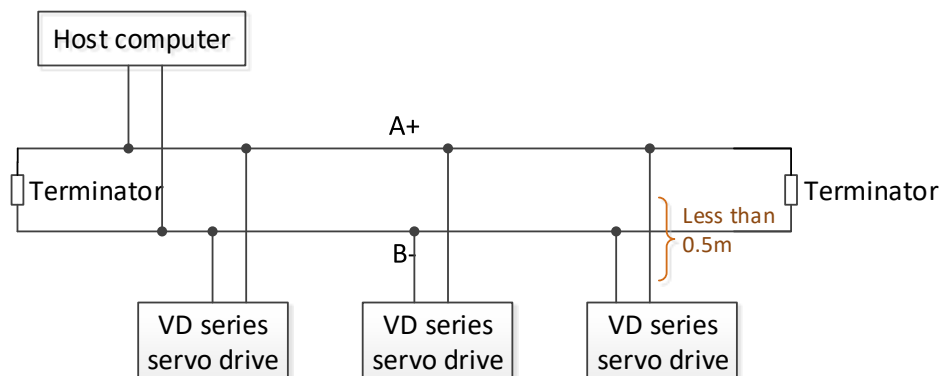 Host computer
A+
Terminator
Terminator
Less than
0.5m
B-
VD series
servo drive
VD series
servo drive
VD series
servo drive